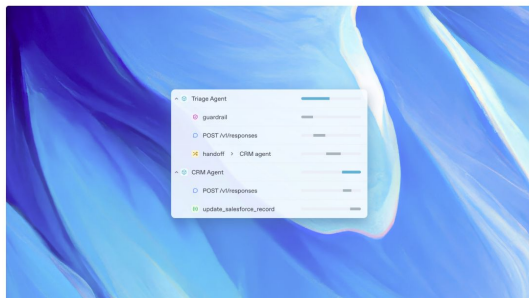 Triage Agent
guardrail
POST /v1/responses
handoff > CRM agent
CRM Agent
POST /v1/responses
update_salesforce_record